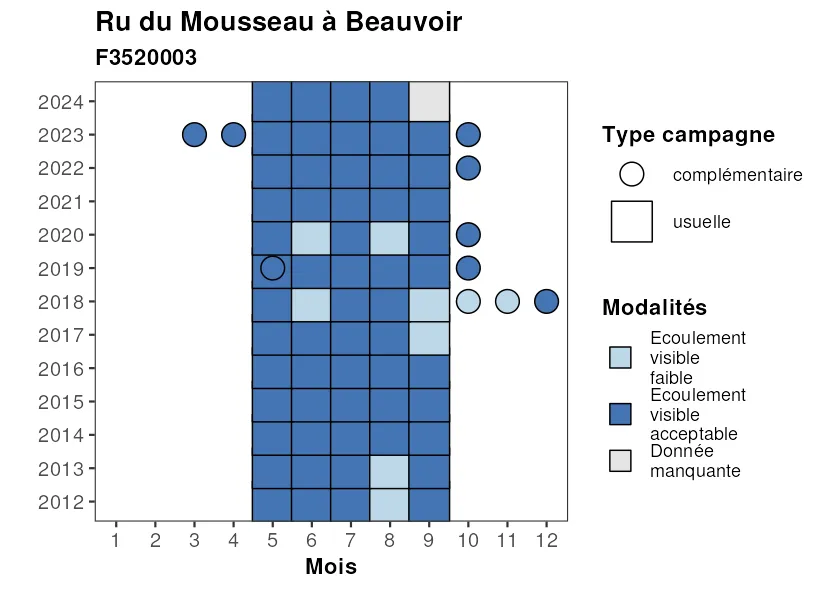 Ru du Mousseau à Beauvoir
F3520003
2024
2023
2022
2021
2020
2019
2018
2017
2016
2015
2014
2013
2012
1 2 3 4 5 6 7 8 9 10 11 12
Mois
Type campagne
complémentaire
usuelle
Modalités
Ecoulement
visible
faible
Ecoulement
visible
acceptable
Donnée
manquante